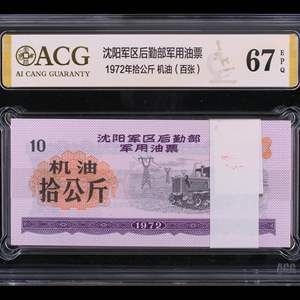 ACG
AI CANG GUARANTY
沈阳军区后勤部军用油票
1972年拾公斤 机油（百张）
67 EPQ
10
沈阳军区后勤部
军用油票
机油
拾公斤
1972
ACG